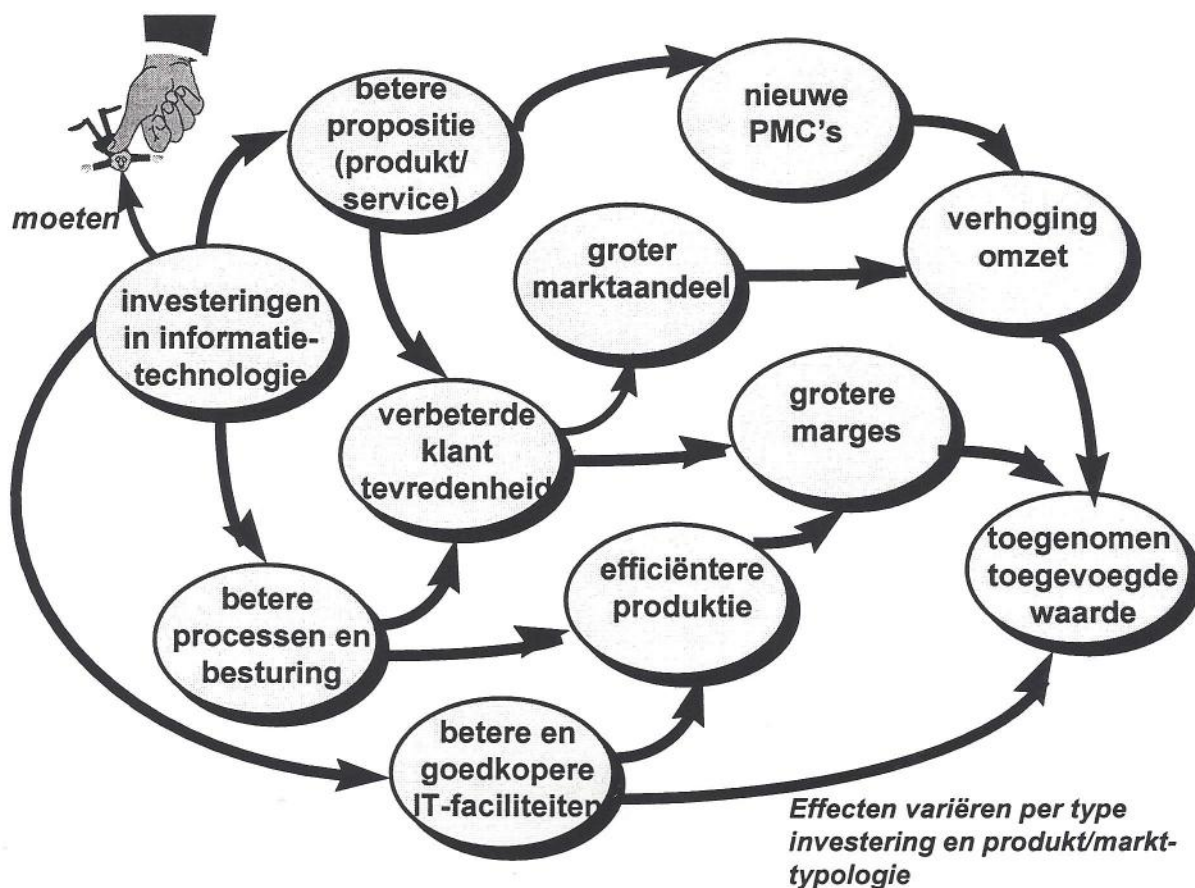 betere
propositie
(produkt/
service)
nieuwe
PMC's
moeten
verhoging
omzet
groter
marktaandeel
investeringen
in informatie-
technologie
verbeterde
klant
tevredenheid
grotere
marges
toegenomen
toegevoegde
waarde
efficiëntere
produktie
betere
processen en
besturing
betere en
goedkopere
IT-faciliteiten
Effecten variëren per type
investering en produkt/markt-
typologie